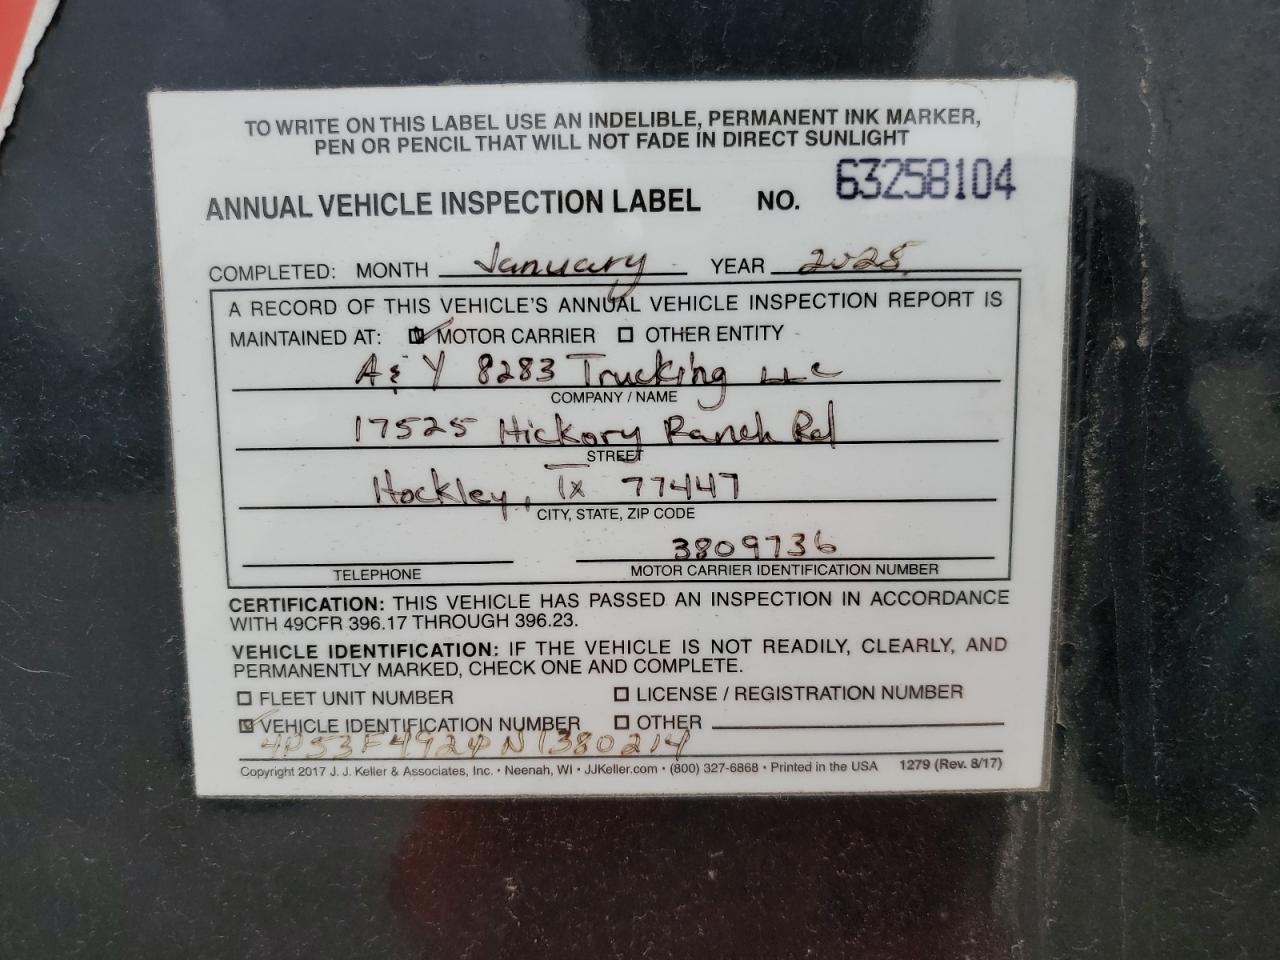 TO WRITE ON THIS LABEL USE AN INDELIBLE, PERMANENT INK MARKER,
PEN OR PENCIL THAT WILL NOT FADE IN DIRECT SUNLIGHT
ANNUAL VEHICLE INSPECTION LABEL NO. 63258104
COMPLETED: MONTH January YEAR 2025
A RECORD OF THIS VEHICLE'S ANNUAL VEHICLE INSPECTION REPORT IS
MAINTAINED AT: ☑ MOTOR CARRIER ☐ OTHER ENTITY
A & Y 8283 Trucking LLC
COMPANY / NAME
17525 Hickory Ranch Rd
STREET
Hockley, Tx 77447
CITY, STATE, ZIP CODE
3809736
TELEPHONE MOTOR CARRIER IDENTIFICATION NUMBER
CERTIFICATION: THIS VEHICLE HAS PASSED AN INSPECTION IN ACCORDANCE
WITH 49CFR 396.17 THROUGH 396.23.
VEHICLE IDENTIFICATION: IF THE VEHICLE IS NOT READILY, CLEARLY, AND
PERMANENTLY MARKED, CHECK ONE AND COMPLETE.
☐ FLEET UNIT NUMBER ☐ LICENSE / REGISTRATION NUMBER
☑ VEHICLE IDENTIFICATION NUMBER ☐ OTHER
Copyright 2017 J. J. Keller & Associates, Inc. • Neenah, WI • JJKeller.com • (800) 327-6868 • Printed in the USA 1279 (Rev. 8/17)